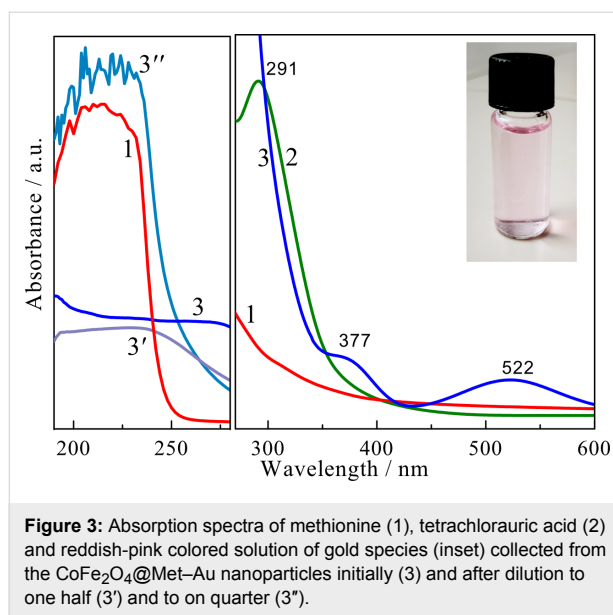 3″
1
3
3′
291
3
2
1
377
522
Absorbance / a.u.
200
250
300
400
500
600
Wavelength / nm
Figure 3: Absorption spectra of methionine (1), tetrachlorauric acid (2)
and reddish-pink colored solution of gold species (inset) collected from
the CoFe₂O₄@Met–Au nanoparticles initially (3) and after dilution to
one half (3′) and to on quarter (3″).